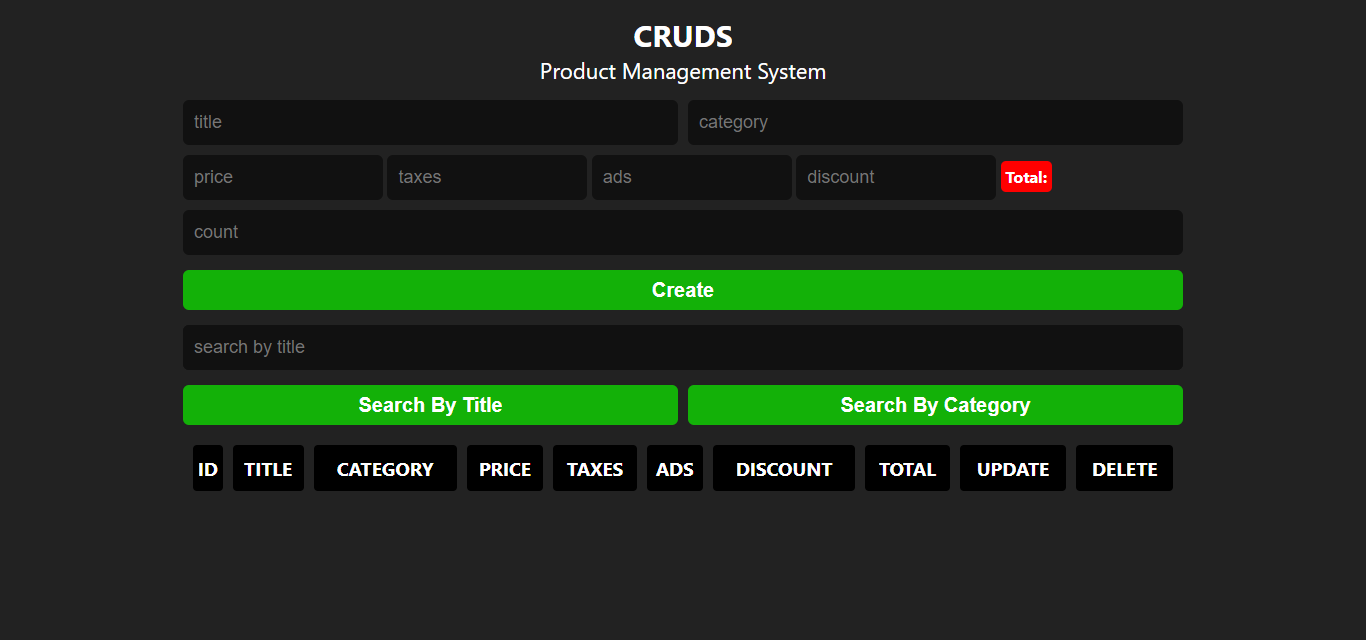 CRUDS
Product Management System
title category
price taxes ads discount Total:
count
Create
search by title
Search By Title Search By Category
ID TITLE CATEGORY PRICE TAXES ADS DISCOUNT TOTAL UPDATE DELETE